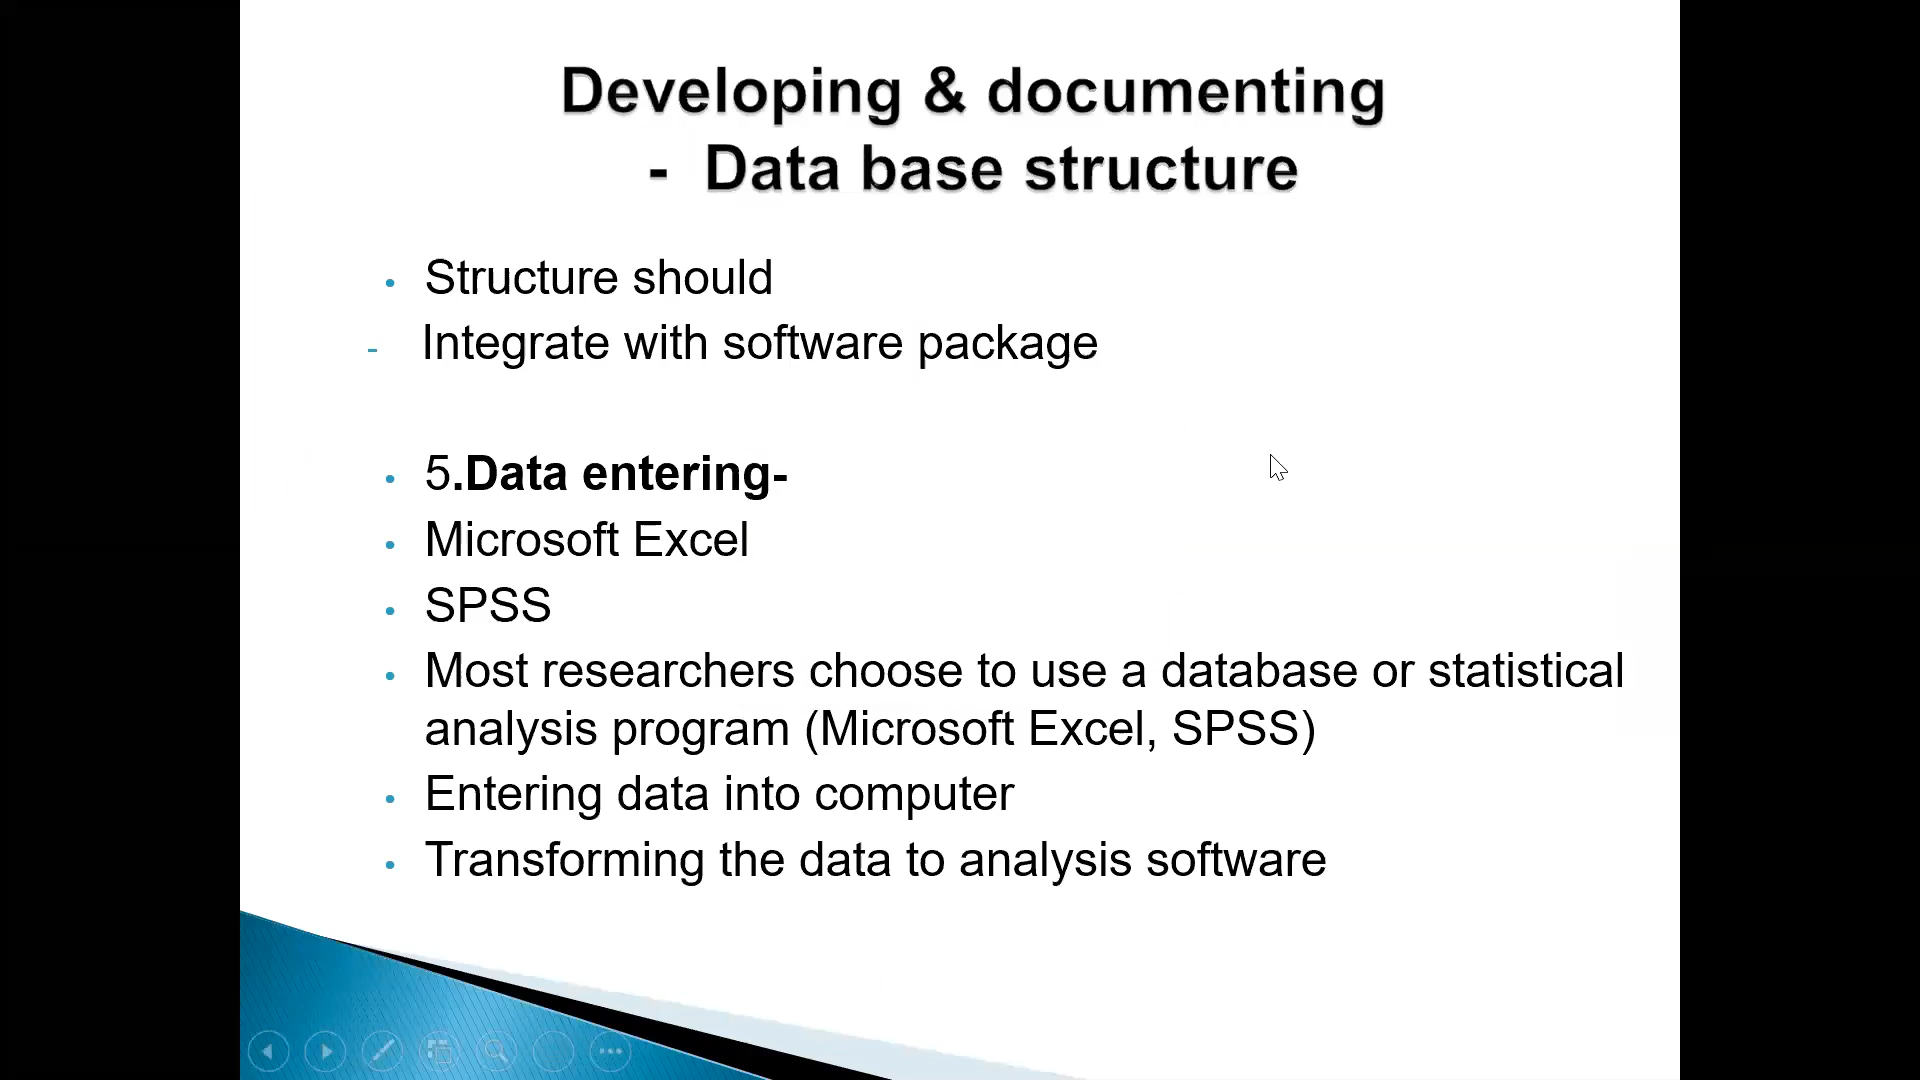 Developing & documenting
- Data base structure
• Structure should
- Integrate with software package
• 5.Data entering-
• Microsoft Excel
• SPSS
• Most researchers choose to use a database or statistical
analysis program (Microsoft Excel, SPSS)
• Entering data into computer
• Transforming the data to analysis software